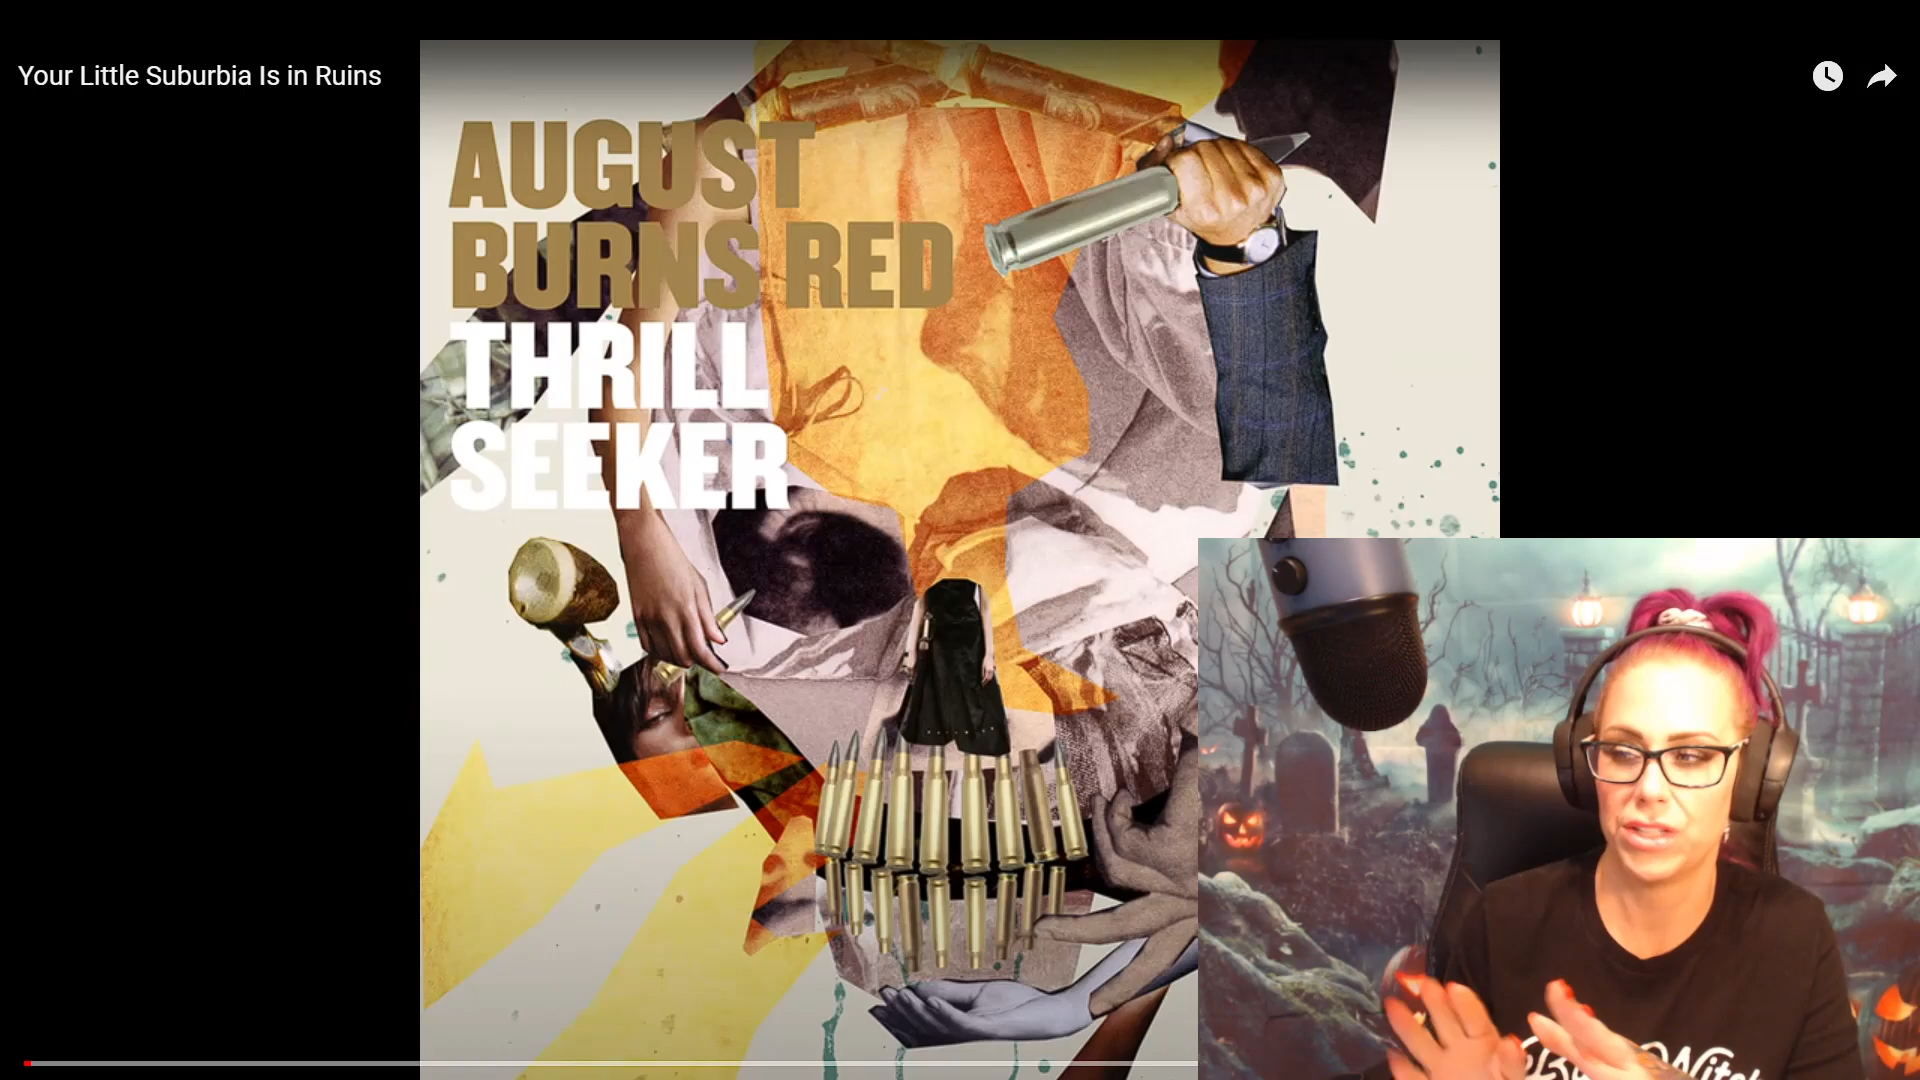 Your Little Suburbia Is in Ruins
AUGUST
BURNS RED
THRILL
SEEKER